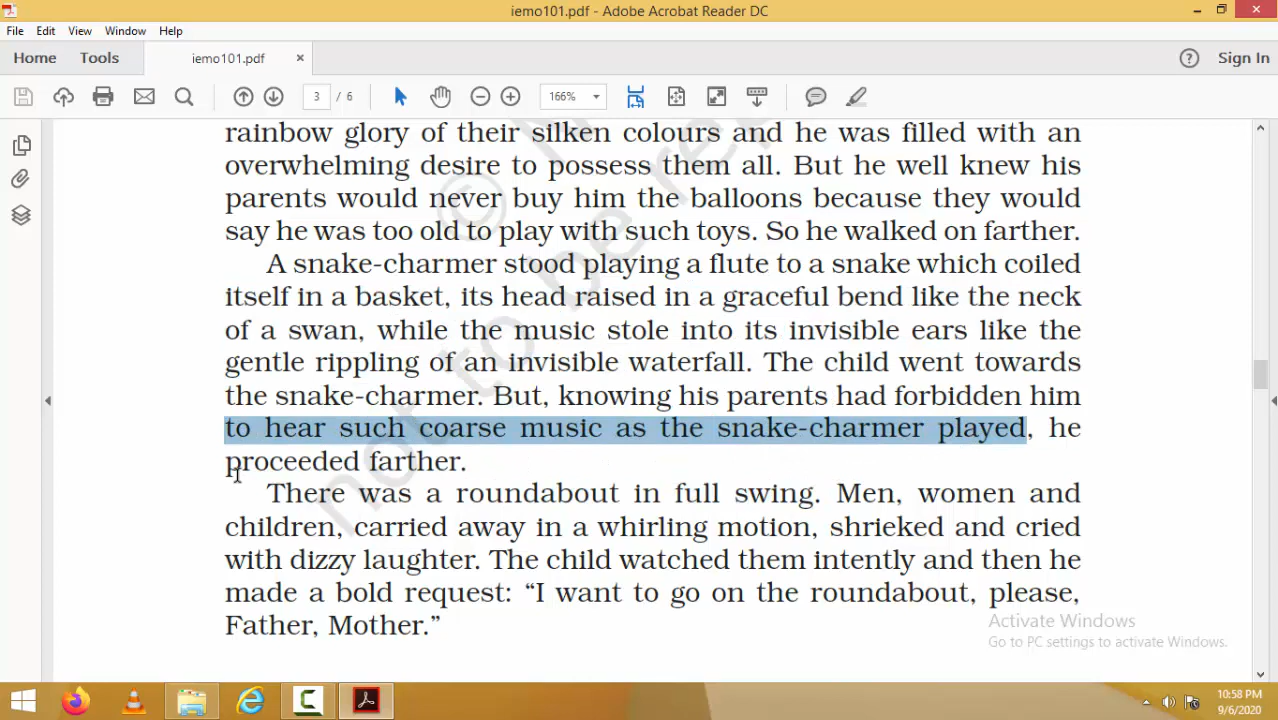 iemo101.pdf - Adobe Acrobat Reader DC
File Edit View Window Help
Home Tools iemo101.pdf × Sign In
3 / 6 166%
rainbow glory of their silken colours and he was filled with an
overwhelming desire to possess them all. But he well knew his
parents would never buy him the balloons because they would
say he was too old to play with such toys. So he walked on farther.
A snake-charmer stood playing a flute to a snake which coiled
itself in a basket, its head raised in a graceful bend like the neck
of a swan, while the music stole into its invisible ears like the
gentle rippling of an invisible waterfall. The child went towards
the snake-charmer. But, knowing his parents had forbidden him
to hear such coarse music as the snake-charmer played, he
proceeded farther.
There was a roundabout in full swing. Men, women and
children, carried away in a whirling motion, shrieked and cried
with dizzy laughter. The child watched them intently and then he
made a bold request: “I want to go on the roundabout, please,
Father, Mother.”
not to be rep
©
Activate Windows
Go to PC settings to activate Windows.
10:58 PM
9/6/2020